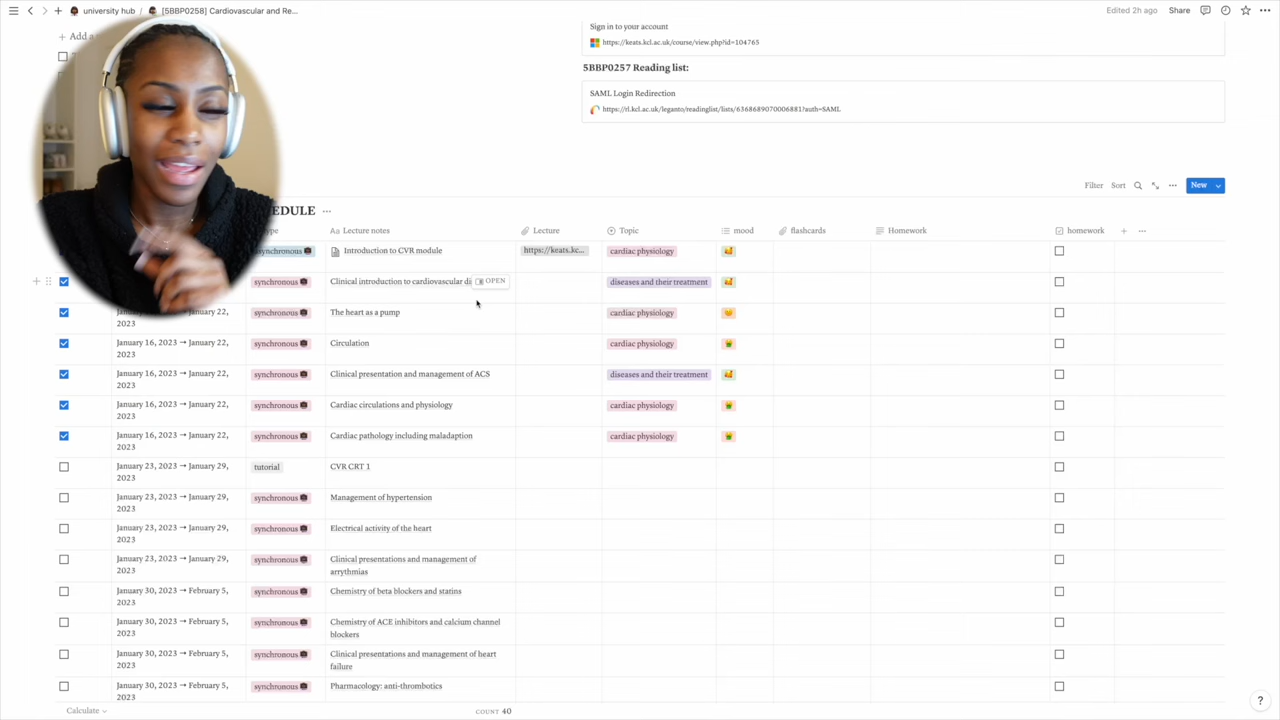 university hub / [5BBP0258] Cardiovascular and Re...
Edited 2h ago Share
Add a
Sign in to your account
https://keats.kcl.ac.uk/course/view.php?id=104765
5BBP0257 Reading list:
SAML Login Redirection
https://rl.kcl.ac.uk/leganto/readinglist/lists/6368689070006881?auth=SAML
Filter Sort New
Lecture notes Lecture Topic mood flashcards Homework homework
Introduction to CVR module https://keats.kc... cardiac physiology
synchronous Clinical introduction to cardiovascular di OPEN diseases and their treatment
January 22, 2023 synchronous The heart as a pump cardiac physiology
January 16, 2023 → January 22, 2023 synchronous Circulation cardiac physiology
January 16, 2023 → January 22, 2023 synchronous Clinical presentation and management of ACS diseases and their treatment
January 16, 2023 → January 22, 2023 synchronous Cardiac circulations and physiology cardiac physiology
January 16, 2023 → January 22, 2023 synchronous Cardiac pathology including maladaption cardiac physiology
January 23, 2023 → January 29, 2023 tutorial CVR CRT 1
January 23, 2023 → January 29, 2023 synchronous Management of hypertension
January 23, 2023 → January 29, 2023 synchronous Electrical activity of the heart
January 23, 2023 → January 29, 2023 synchronous Clinical presentations and management of arrythmias
January 30, 2023 → February 5, 2023 synchronous Chemistry of beta blockers and statins
January 30, 2023 → February 5, 2023 synchronous Chemistry of ACE inhibitors and calcium channel blockers
January 30, 2023 → February 5, 2023 synchronous Clinical presentations and management of heart failure
January 30, 2023 → February 5, 2023 synchronous Pharmacology: anti-thrombotics
Calculate COUNT 40